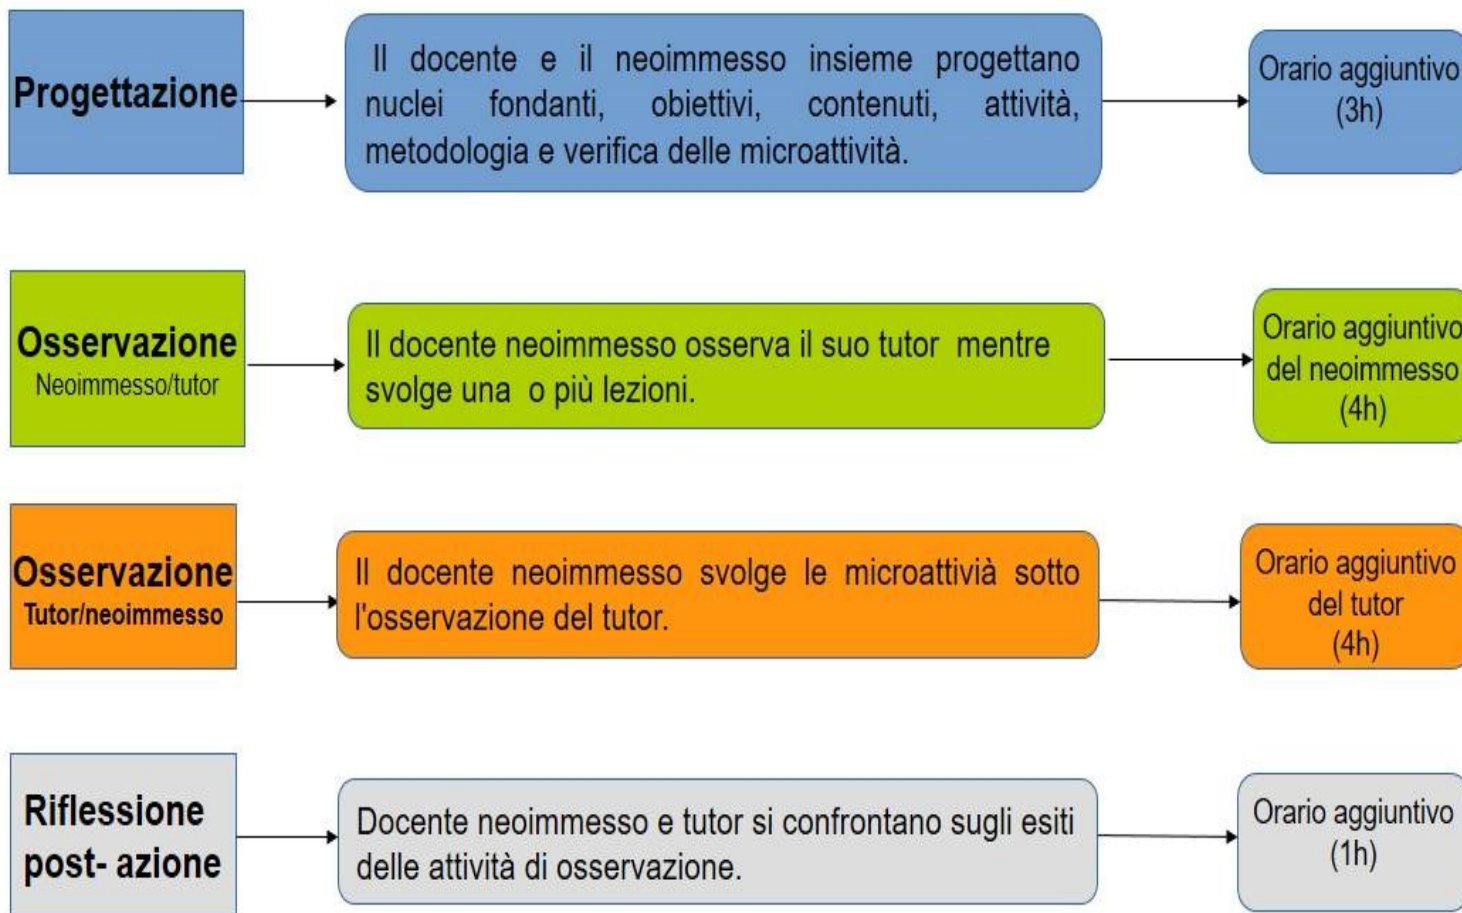 Progettazione
Il docente e il neoimmesso insieme progettano
nuclei fondanti, obiettivi, contenuti, attività,
metodologia e verifica delle microattività.
Orario aggiuntivo
(3h)
Osservazione
Neoimmesso/tutor
Il docente neoimmesso osserva il suo tutor mentre
svolge una o più lezioni.
Orario aggiuntivo
del neoimmesso
(4h)
Osservazione
Tutor/neoimmesso
Il docente neoimmesso svolge le microattivià sotto
l'osservazione del tutor.
Orario aggiuntivo
del tutor
(4h)
Riflessione
post- azione
Docente neoimmesso e tutor si confrontano sugli esiti
delle attività di osservazione.
Orario aggiuntivo
(1h)